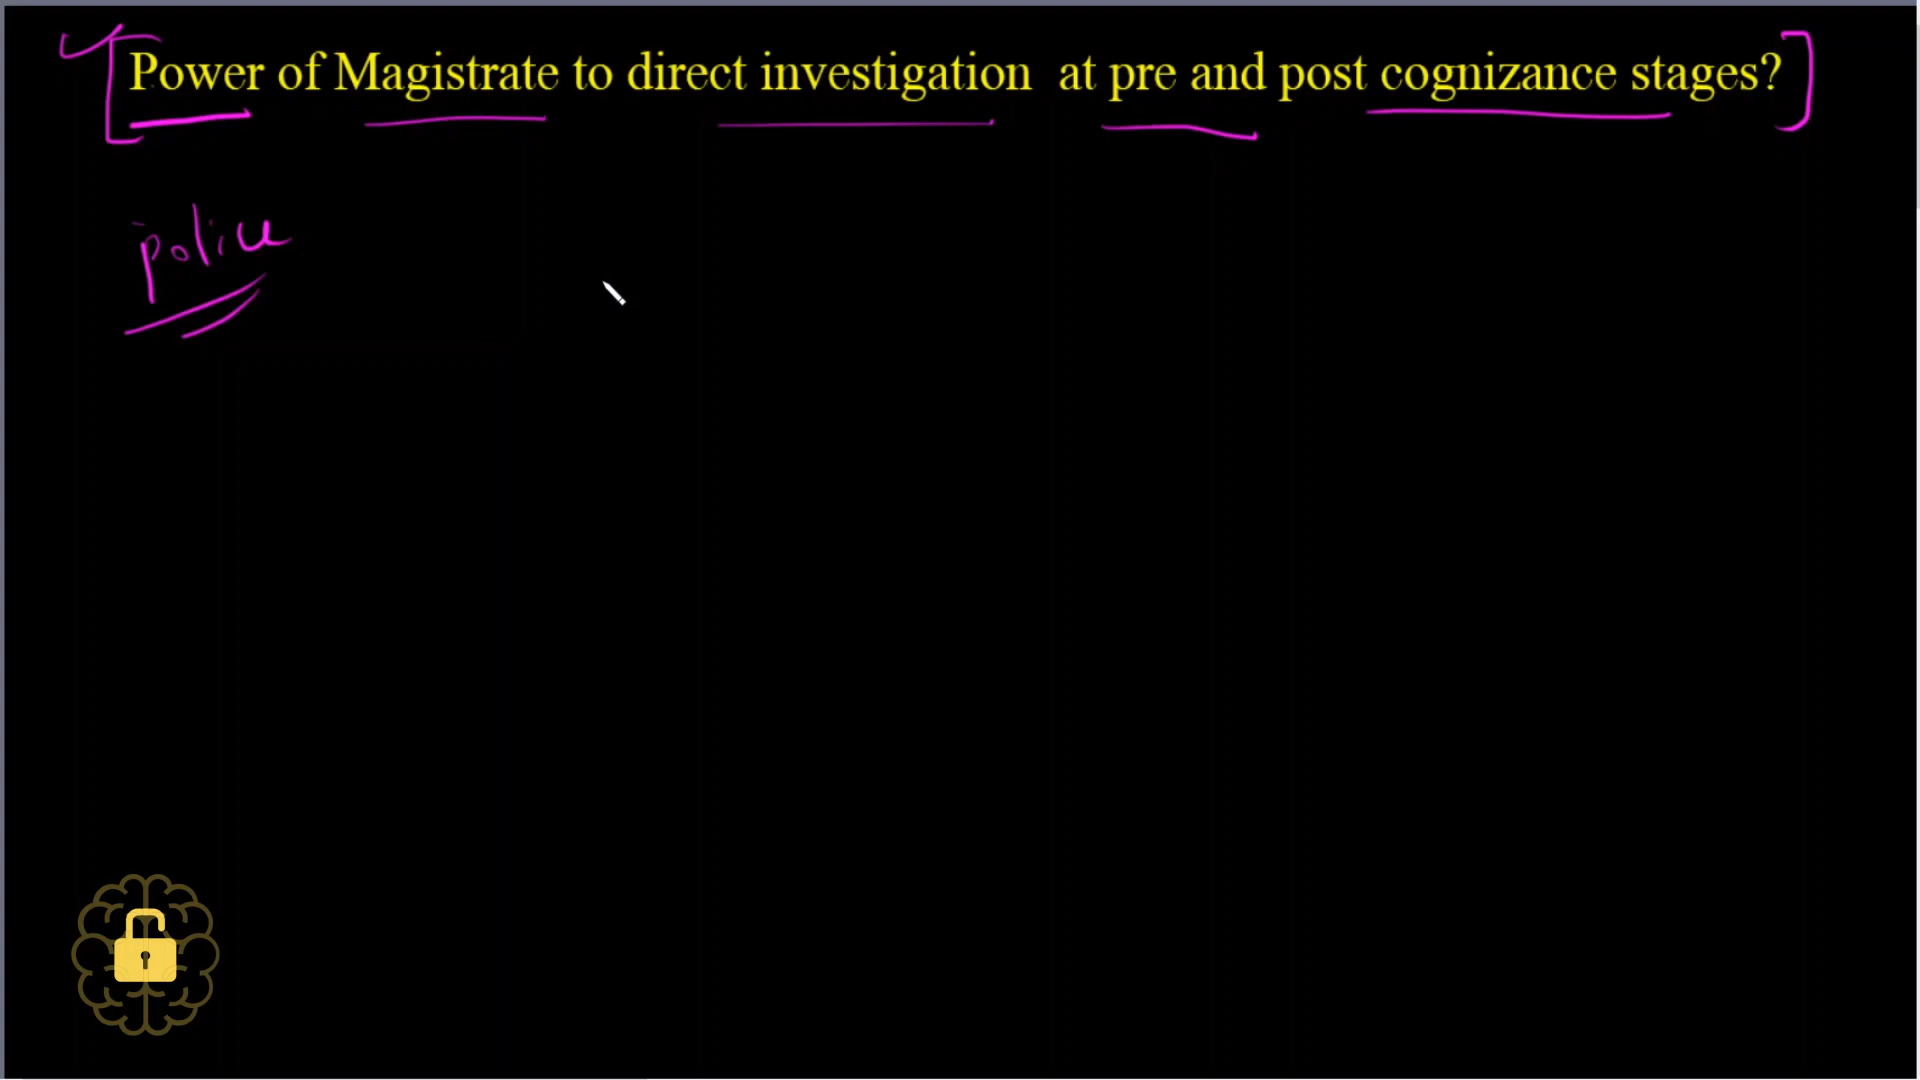 Power of Magistrate to direct investigation at pre and post cognizance stages?
police